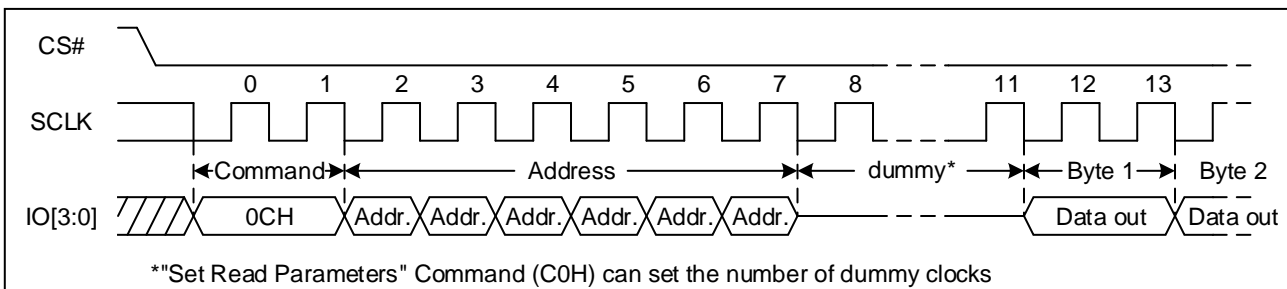 CS#
0 1 2 3 4 5 6 7 8 11 12 13
SCLK
Command Address dummy* Byte 1 Byte 2
IO[3:0] 0CH Addr. Addr. Addr. Addr. Addr. Addr. Data out Data out
*"Set Read Parameters" Command (C0H) can set the number of dummy clocks